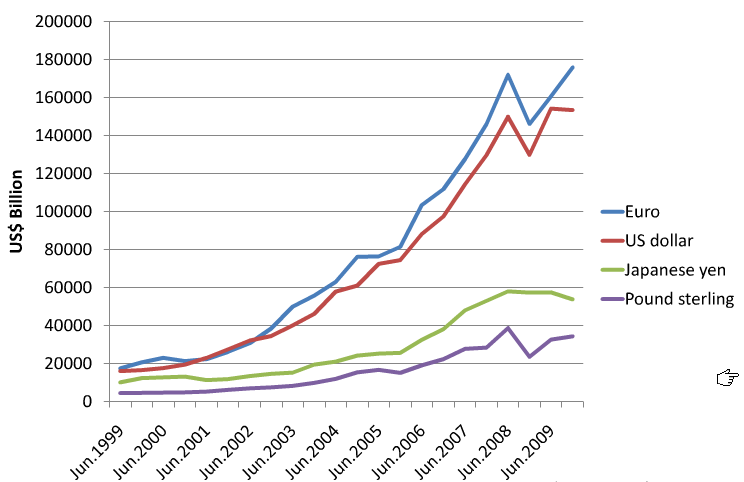 200000
180000
160000
140000
120000
100000
80000
60000
40000
20000
0
US$ Billion
Jun.1999
Jun.2000
Jun.2001
Jun.2002
Jun.2003
Jun.2004
Jun.2005
Jun.2006
Jun.2007
Jun.2008
Jun.2009
Euro
US dollar
Japanese yen
Pound sterling